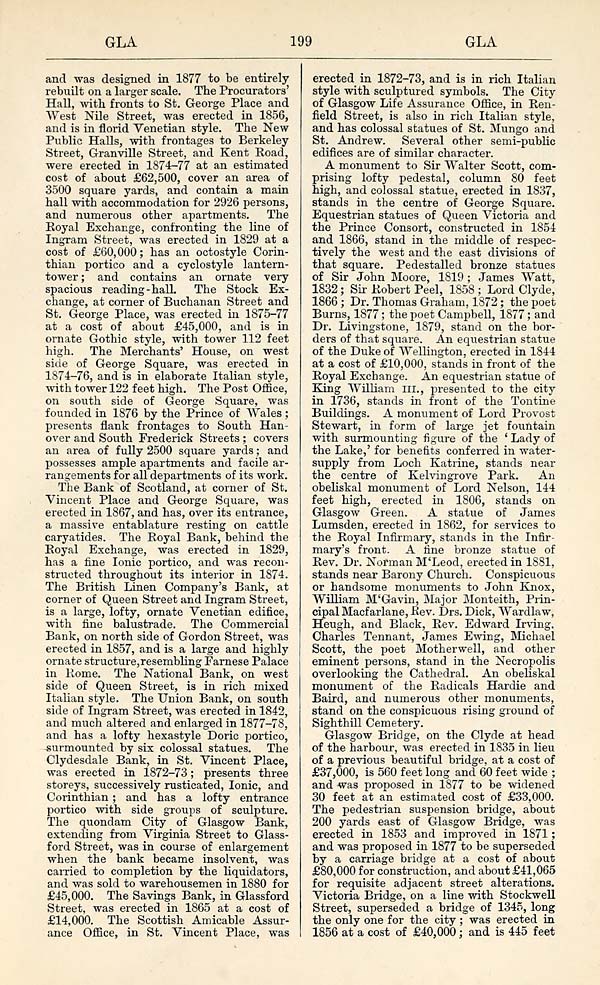 GLA 199 GLA
and was designed in 1877 to be entirely
rebuilt on a larger scale. The Procurators'
Hall, with fronts to St. George Place and
West Nile Street, was erected in 1856,
and is in florid Venetian style. The New
Public Halls, with frontages to Berkeley
Street, Granville Street, and Kent Road,
were erected in 1874-77 at an estimated
cost of about £62,500, cover an area of
3500 square yards, and contain a main
hall with accommodation for 2926 persons,
and numerous other apartments. The
Royal Exchange, confronting the line of
Ingram Street, was erected in 1829 at a
cost of £60,000; has an octostyle Corin-
thian portico and a cyclostyle lantern-
tower; and contains an ornate very
spacious reading-hall. The Stock Ex-
change, at corner of Buchanan Street and
St. George Place, was erected in 1875-77
at a cost of about £45,000, and is in
ornate Gothic style, with tower 112 feet
high. The Merchants' House, on west
side of George Square, was erected in
1874-76, and is in elaborate Italian style,
with tower 122 feet high. The Post Office,
on south side of George Square, was
founded in 1876 by the Prince of Wales;
presents flank frontages to South Han-
over and South Frederick Streets; covers
an area of fully 2500 square yards; and
possesses ample apartments and facile ar-
rangements for all departments of its work.
The Bank of Scotland, at corner of St.
Vincent Place and George Square, was
erected in 1867, and has, over its entrance,
a massive entablature resting on cattle
caryatides. The Royal Bank, behind the
Royal Exchange, was erected in 1829,
has a fine Ionic portico, and was recon-
structed throughout its interior in 1874.
The British Linen Company's Bank, at
corner of Queen Street and Ingram Street,
is a large, lofty, ornate Venetian edifice,
with fine balustrade. The Commercial
Bank, on north side of Gordon Street, was
erected in 1857, and is a large and highly
ornate structure, resembling Farnese Palace
in Rome. The National Bank, on west
side of Queen Street, is in rich mixed
Italian style. The Union Bank, on south
side of Ingram Street, was erected in 1842,
and much altered and enlarged in 1877-78,
and has a lofty hexastyle Doric portico,
surmounted by six colossal statues. The
Clydesdale Bank, in St. Vincent Place,
was erected in 1872-73; presents three
storeys, successively rusticated, Ionic, and
Corinthian; and has a lofty entrance
portico with side groups of sculpture.
The quondam City of Glasgow Bank,
extending from Virginia Street to Glass-
ford Street, was in course of enlargement
when the bank became insolvent, was
carried to completion by the liquidators,
and was sold to warehousemen in 1880 for
£45,000. The Savings Bank, in Glassford
Street, was erected in 1865 at a cost of
£14,000. The Scottish Amicable Assur-
ance Office, in St. Vincent Place, was
erected in 1872-73, and is in rich Italian
style with sculptured symbols. The City
of Glasgow Life Assurance Office, in Ren-
field Street, is also in rich Italian style,
and has colossal statues of St. Mungo and
St. Andrew. Several other semi-public
edifices are of similar character.
A monument to Sir Walter Scott, com-
prising lofty pedestal, column 80 feet
high, and colossal statue, erected in 1837,
stands in the centre of George Square.
Equestrian statues of Queen Victoria and
the Prince Consort, constructed in 1854
and 1866, stand in the middle of respec-
tively the west and the east divisions of
that square. Pedestalled bronze statues
of Sir John Moore, 1819; James Watt,
1832; Sir Robert Peel, 1858; Lord Clyde,
1866; Dr. Thomas Graham, 1872; the poet
Burns, 1877; the poet Campbell, 1877; and
Dr. Livingstone, 1879, stand on the bor-
ders of that square. An equestrian statue
of the Duke of Wellington, erected in 1844
at a cost of £10,000, stands in front of the
Royal Exchange. An equestrian statue of
King William III., presented to the city
in 1736, stands in front of the Tontine
Buildings. A monument of Lord Provost
Stewart, in form of large jet fountain
with surmounting figure of the 'Lady of
the Lake,' for benefits conferred in water-
supply from Loch Katrine, stands near
the centre of Kelvingrove Park. An
obeliskal monument of Lord Nelson, 144
feet high, erected in 1806, stands on
Glasgow Green. A statue of James
Lumsden, erected in 1862, for services to
the Royal Infirmary, stands in the Infir-
mary's front. A fine bronze statue of
Rev. Dr. Norman M'Leod, erected in 1881,
stands near Barony Church. Conspicuous
or handsome monuments to John Knox,
William M'Gavin, Major Monteith, Prin-
cipal Macfarlane, Rev. Drs. Dick, Wardlaw,
Heugh, and Black, Rev. Edward Irving,
Charles Tennant, James Ewing, Michael
Scott, the poet Motherwell, and other
eminent persons, stand in the Necropolis
overlooking the Cathedral. An obeliskal
monument of the Radicals Hardie and
Baird, and numerous other monuments,
stand on the conspicuous rising ground of
Sighthill Cemetery.
Glasgow Bridge, on the Clyde at head
of the harbour, was erected in 1835 in lieu
of a previous beautiful bridge, at a cost of
£37,000, is 560 feet long and 60 feet wide;
and was proposed in 1877 to be widened
30 feet at an estimated cost of £33,000.
The pedestrian suspension bridge, about
200 yards east of Glasgow Bridge, was
erected in 1853 and improved in 1871;
and was proposed in 1877 to be superseded
by a carriage bridge at a cost of about
£80,000 for construction, and about £41,065
for requisite adjacent street alterations.
Victoria Bridge, on a line with Stockwell
Street, superseded a bridge of 1345, long
the only one for the city; was erected in
1856 at a cost of £40,000; and is 445 feet